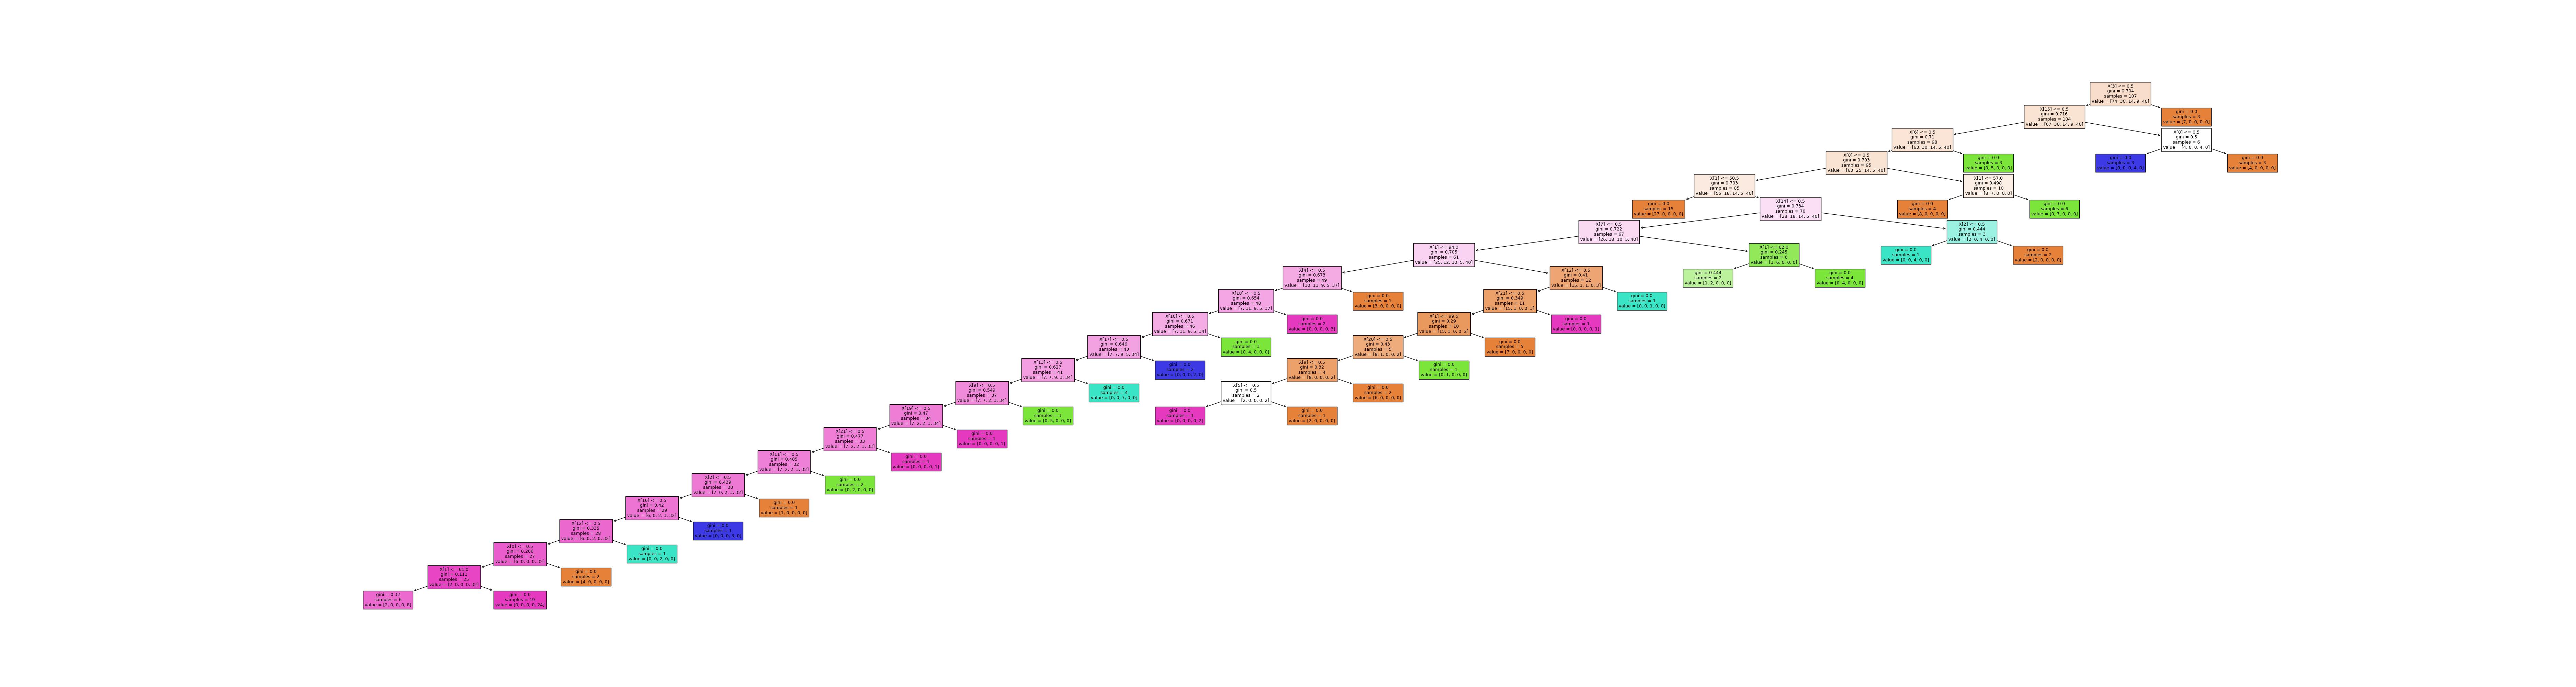 X[3] <= 0.5
gini = 0.704
samples = 107
value = [74, 30, 14, 9, 40]
X[15] <= 0.5
gini = 0.716
samples = 104
value = [67, 30, 14, 9, 40]
gini = 0.0
samples = 3
value = [7, 0, 0, 0, 0]
X[6] <= 0.5
gini = 0.71
samples = 98
value = [63, 30, 14, 5, 40]
X[0] <= 0.5
gini = 0.5
samples = 6
value = [4, 0, 0, 4, 0]
X[8] <= 0.5
gini = 0.703
samples = 95
value = [63, 25, 14, 5, 40]
gini = 0.0
samples = 3
value = [0, 5, 0, 0, 0]
gini = 0.0
samples = 3
value = [0, 0, 0, 4, 0]
gini = 0.0
samples = 3
value = [4, 0, 0, 0, 0]
X[1] <= 50.5
gini = 0.703
samples = 85
value = [55, 18, 14, 5, 40]
X[1] <= 57.0
gini = 0.498
samples = 10
value = [8, 7, 0, 0, 0]
gini = 0.0
samples = 15
value = [27, 0, 0, 0, 0]
X[14] <= 0.5
gini = 0.734
samples = 70
value = [28, 18, 14, 5, 40]
gini = 0.0
samples = 4
value = [8, 0, 0, 0, 0]
gini = 0.0
samples = 6
value = [0, 7, 0, 0, 0]
X[7] <= 0.5
gini = 0.722
samples = 67
value = [26, 18, 10, 5, 40]
X[2] <= 0.5
gini = 0.444
samples = 3
value = [2, 0, 4, 0, 0]
X[1] <= 94.0
gini = 0.705
samples = 61
value = [25, 12, 10, 5, 40]
X[1] <= 62.0
gini = 0.245
samples = 6
value = [1, 6, 0, 0, 0]
gini = 0.0
samples = 1
value = [0, 0, 4, 0, 0]
gini = 0.0
samples = 2
value = [2, 0, 0, 0, 0]
X[4] <= 0.5
gini = 0.673
samples = 49
value = [10, 11, 9, 5, 37]
X[12] <= 0.5
gini = 0.41
samples = 12
value = [15, 1, 1, 0, 3]
gini = 0.444
samples = 2
value = [1, 2, 0, 0, 0]
gini = 0.0
samples = 4
value = [0, 4, 0, 0, 0]
X[18] <= 0.5
gini = 0.654
samples = 48
value = [7, 11, 9, 5, 37]
gini = 0.0
samples = 1
value = [3, 0, 0, 0, 0]
X[21] <= 0.5
gini = 0.349
samples = 11
value = [15, 1, 0, 0, 3]
gini = 0.0
samples = 1
value = [0, 0, 1, 0, 0]
X[10] <= 0.5
gini = 0.671
samples = 46
value = [7, 11, 9, 5, 34]
gini = 0.0
samples = 2
value = [0, 0, 0, 0, 3]
X[1] <= 99.5
gini = 0.29
samples = 10
value = [15, 1, 0, 0, 2]
gini = 0.0
samples = 1
value = [0, 0, 0, 0, 1]
X[17] <= 0.5
gini = 0.646
samples = 43
value = [7, 7, 9, 5, 34]
gini = 0.0
samples = 3
value = [0, 4, 0, 0, 0]
X[20] <= 0.5
gini = 0.43
samples = 5
value = [8, 1, 0, 0, 2]
gini = 0.0
samples = 5
value = [7, 0, 0, 0, 0]
X[13] <= 0.5
gini = 0.627
samples = 41
value = [7, 7, 9, 3, 34]
gini = 0.0
samples = 2
value = [0, 0, 0, 2, 0]
X[9] <= 0.5
gini = 0.32
samples = 4
value = [8, 0, 0, 0, 2]
gini = 0.0
samples = 1
value = [0, 1, 0, 0, 0]
X[9] <= 0.5
gini = 0.549
samples = 37
value = [7, 7, 2, 3, 34]
gini = 0.0
samples = 4
value = [0, 0, 7, 0, 0]
X[5] <= 0.5
gini = 0.5
samples = 2
value = [2, 0, 0, 0, 2]
gini = 0.0
samples = 2
value = [6, 0, 0, 0, 0]
X[19] <= 0.5
gini = 0.47
samples = 34
value = [7, 2, 2, 3, 34]
gini = 0.0
samples = 3
value = [0, 5, 0, 0, 0]
gini = 0.0
samples = 1
value = [0, 0, 0, 0, 2]
gini = 0.0
samples = 1
value = [2, 0, 0, 0, 0]
X[21] <= 0.5
gini = 0.477
samples = 33
value = [7, 2, 2, 3, 33]
gini = 0.0
samples = 1
value = [0, 0, 0, 0, 1]
X[11] <= 0.5
gini = 0.485
samples = 32
value = [7, 2, 2, 3, 32]
gini = 0.0
samples = 1
value = [0, 0, 0, 0, 1]
X[2] <= 0.5
gini = 0.439
samples = 30
value = [7, 0, 2, 3, 32]
gini = 0.0
samples = 2
value = [0, 2, 0, 0, 0]
X[16] <= 0.5
gini = 0.42
samples = 29
value = [6, 0, 2, 3, 32]
gini = 0.0
samples = 1
value = [1, 0, 0, 0, 0]
X[12] <= 0.5
gini = 0.335
samples = 28
value = [6, 0, 2, 0, 32]
gini = 0.0
samples = 1
value = [0, 0, 0, 3, 0]
X[0] <= 0.5
gini = 0.266
samples = 27
value = [6, 0, 0, 0, 32]
gini = 0.0
samples = 1
value = [0, 0, 2, 0, 0]
X[1] <= 61.0
gini = 0.111
samples = 25
value = [2, 0, 0, 0, 32]
gini = 0.0
samples = 2
value = [4, 0, 0, 0, 0]
gini = 0.32
samples = 6
value = [2, 0, 0, 0, 8]
gini = 0.0
samples = 19
value = [0, 0, 0, 0, 24]